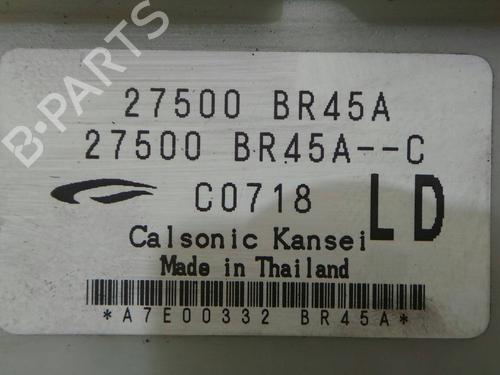 B-PARTS
27500 BR45A
27500 BR45A--C
C0718 LD
Calsonic Kansei
Made in Thailand
*A7E00332 BR45A*